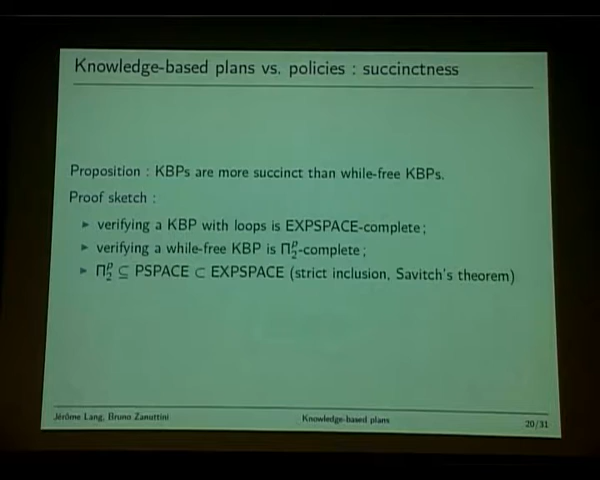 Knowledge-based plans vs. policies : succinctness
Proposition : KBPs are more succinct than while-free KBPs.
Proof sketch :
► verifying a KBP with loops is EXPSPACE-complete;
► verifying a while-free KBP is Π₂ᵖ-complete;
► Π₂ᵖ ⊆ PSPACE ⊂ EXPSPACE (strict inclusion, Savitch's theorem)
Jérôme Lang, Bruno Zanuttini
Knowledge-based plans
20/31